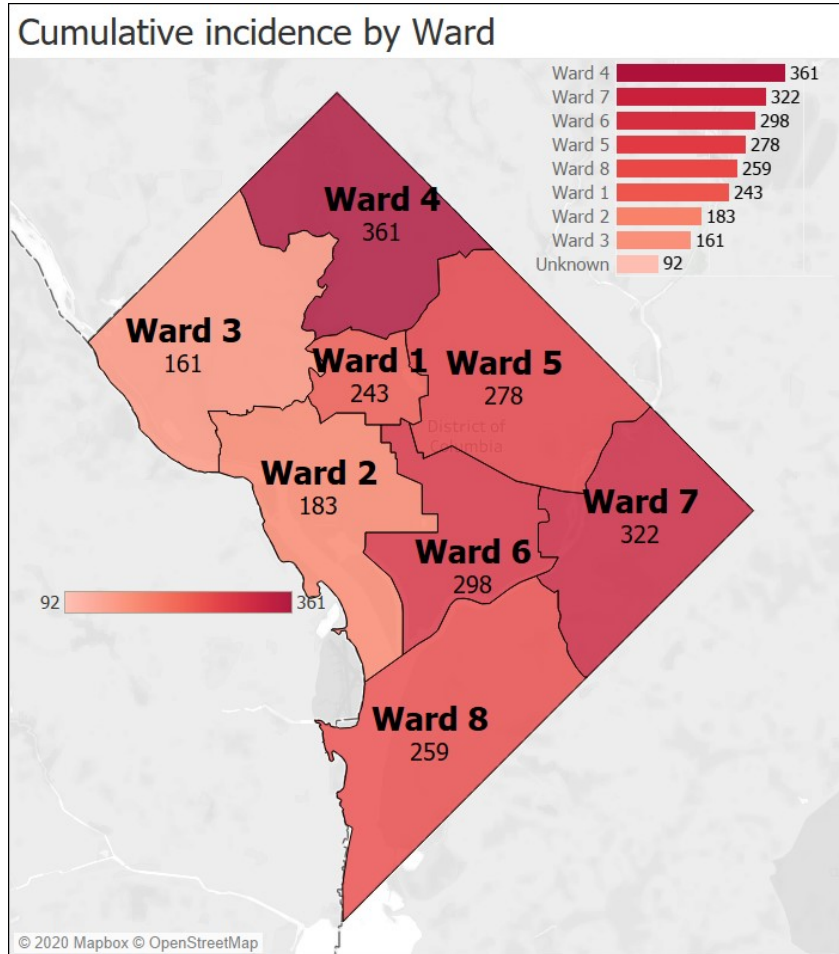 Cumulative incidence by Ward
Ward 4 361
Ward 7 322
Ward 6 298
Ward 5 278
Ward 8 259
Ward 1 243
Ward 2 183
Ward 3 161
Unknown 92
Ward 4
361
Ward 3
161
Ward 1
243
Ward 5
278
District of
Columbia
Ward 2
183
Ward 7
322
Ward 6
298
92 361
Ward 8
259
© 2020 Mapbox © OpenStreetMap